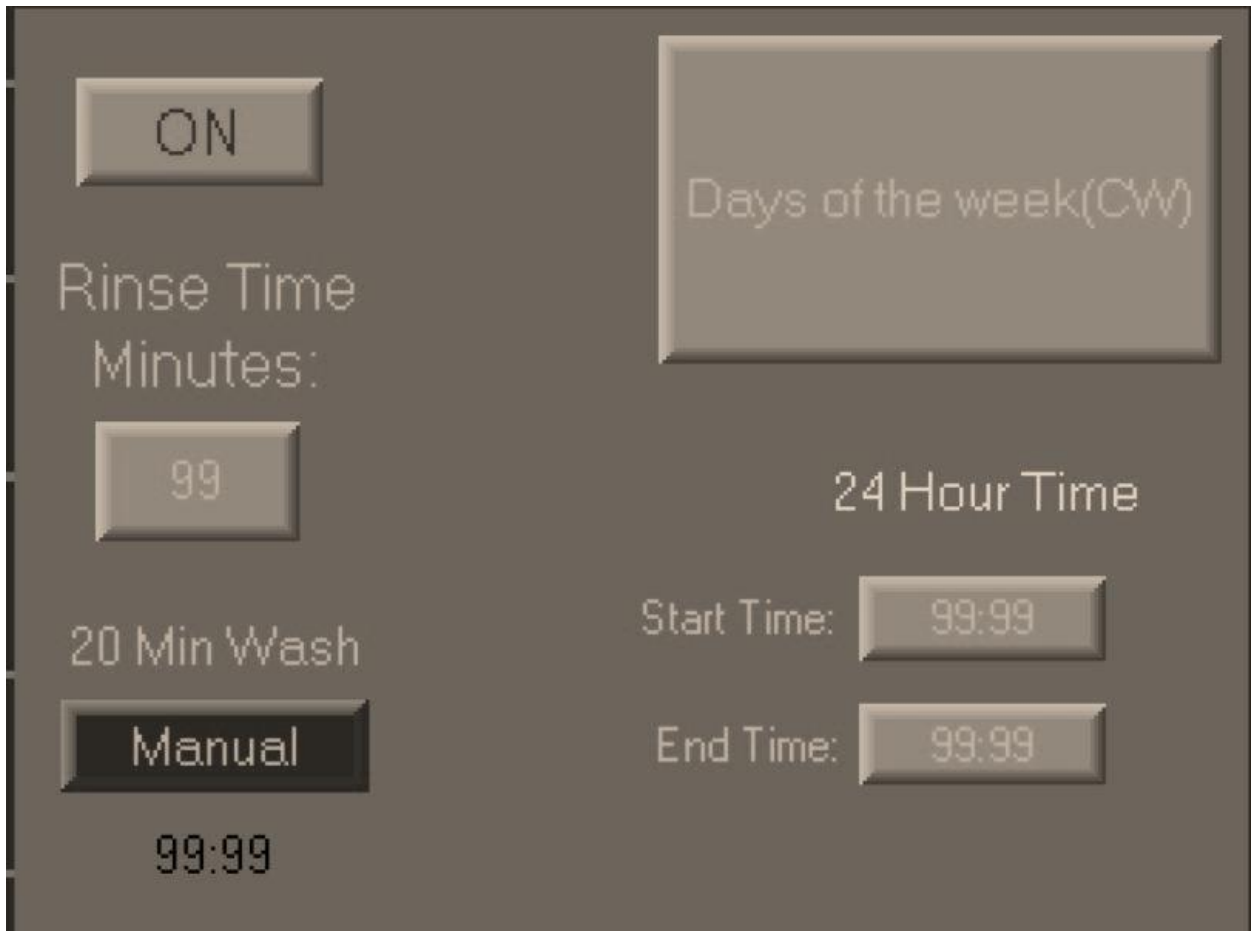 ON
Rinse Time
Minutes:
99
20 Min Wash
Manual
99:99
Days of the week(CW)
24 Hour Time
Start Time: 99:99
End Time: 99:99